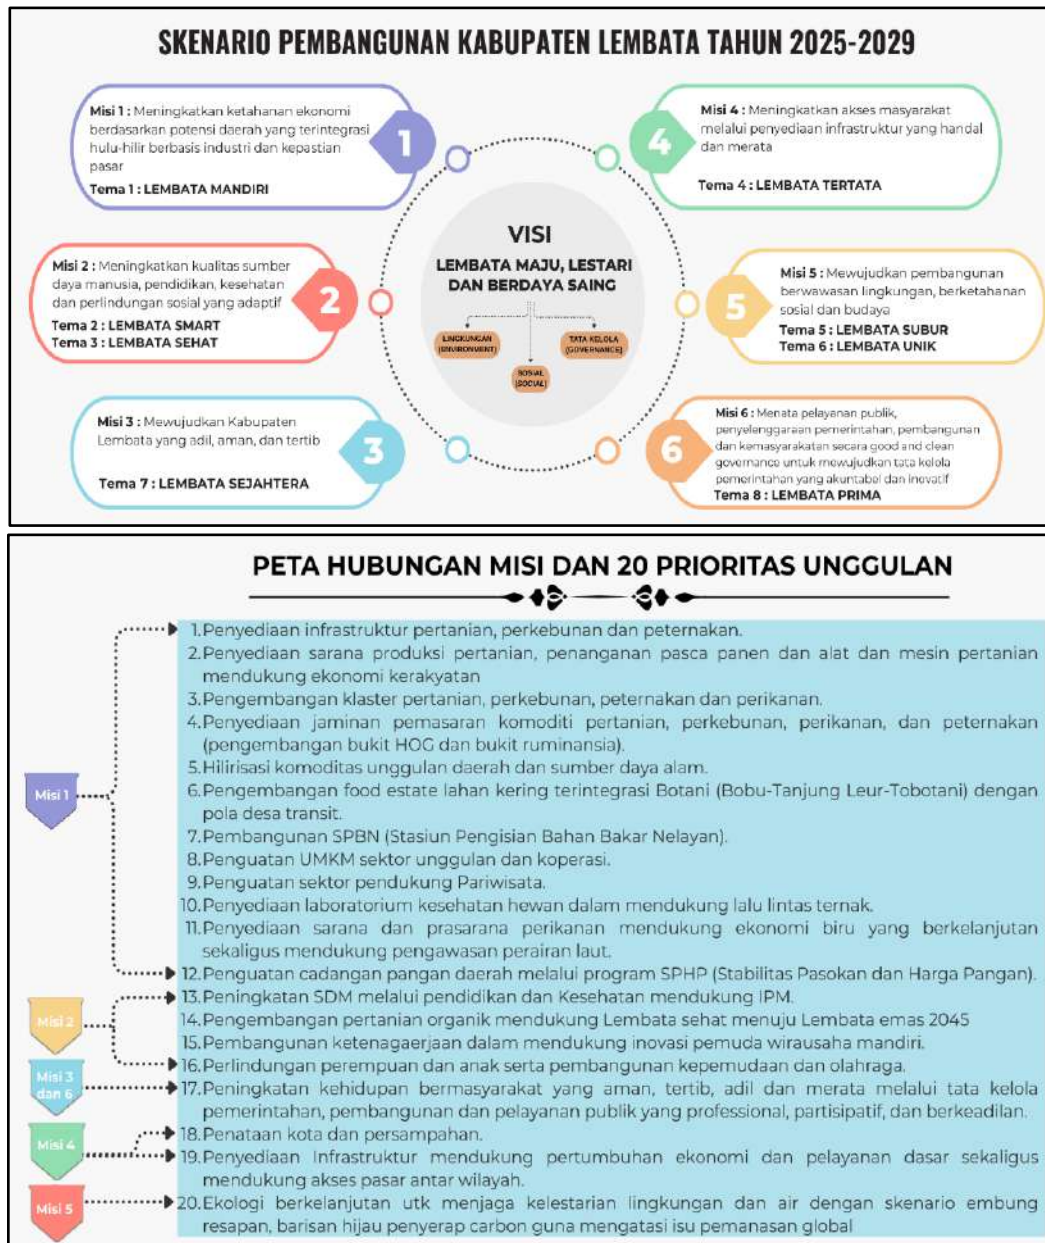 SKENARIO PEMBANGUNAN KABUPATEN LEMBATA TAHUN 2025-2029
Misi 1 : Meningkatkan ketahanan ekonomi
berdasarkan potensi daerah yang terintegrasi
hulu-hilir berbasis industri dan kepastian
pasar
Tema 1 : LEMBATA MANDIRI
1
Misi 2 : Meningkatkan kualitas sumber
daya manusia, pendidikan, kesehatan
dan perlindungan sosial yang adaptif
Tema 2 : LEMBATA SMART
Tema 3 : LEMBATA SEHAT
2
Misi 3 : Mewujudkan Kabupaten
Lembata yang adil, aman, dan tertib
Tema 7 : LEMBATA SEJAHTERA
3
VISI
LEMBATA MAJU, LESTARI
DAN BERDAYA SAING
LINGKUNGAN
(ENVIRONMENT)
SOSIAL
(SOCIAL)
TATA KELOLA
(GOVERNANCE)
4
Misi 4 : Meningkatkan akses masyarakat
melalui penyediaan infrastruktur yang handal
dan merata
Tema 4 : LEMBATA TERTATA
5
Misi 5 : Mewujudkan pembangunan
berwawasan lingkungan, berketahanan
sosial dan budaya
Tema 5 : LEMBATA SUBUR
Tema 6 : LEMBATA UNIK
6
Misi 6 : Menata pelayanan publik,
penyelenggaraan pemerintahan, pembangunan
dan kemasyarakatan secara good and clean
governance untuk mewujudkan tata kelola
pemerintahan yang akuntabel dan inovatif
Tema 8 : LEMBATA PRIMA
PETA HUBUNGAN MISI DAN 20 PRIORITAS UNGGULAN
Misi 1
1.Penyediaan infrastruktur pertanian, perkebunan dan peternakan.
2.Penyediaan sarana produksi pertanian, penanganan pasca panen dan alat dan mesin pertanian
mendukung ekonomi kerakyatan
3.Pengembangan klaster pertanian, perkebunan, peternakan dan perikanan.
4.Penyediaan jaminan pemasaran komoditi pertanian, perkebunan, perikanan, dan peternakan
(pengembangan bukit HOG dan bukit ruminansia).
5.Hilirisasi komoditas unggulan daerah dan sumber daya alam.
6.Pengembangan food estate lahan kering terintegrasi Botani (Bobu-Tanjung Leur-Tobotani) dengan
pola desa transit.
7.Pembangunan SPBN (Stasiun Pengisian Bahan Bakar Nelayan).
8.Penguatan UMKM sektor unggulan dan koperasi.
9.Penguatan sektor pendukung Pariwisata.
10.Penyediaan laboratorium kesehatan hewan dalam mendukung lalu lintas ternak.
11.Penyediaan sarana dan prasarana perikanan mendukung ekonomi biru yang berkelanjutan
sekaligus mendukung pengawasan perairan laut.
12.Penguatan cadangan pangan daerah melalui program SPHP (Stabilitas Pasokan dan Harga Pangan).
Misi 2
13.Peningkatan SDM melalui pendidikan dan Kesehatan mendukung IPM.
14.Pengembangan pertanian organik mendukung Lembata sehat menuju Lembata emas 2045
15.Pembangunan ketenagaerjaan dalam mendukung inovasi pemuda wirausaha mandiri.
16.Perlindungan perempuan dan anak serta pembangunan kepemudaan dan olahraga.
Misi 3
dan 6
17.Peningkatan kehidupan bermasyarakat yang aman, tertib, adil dan merata melalui tata kelola
pemerintahan, pembangunan dan pelayanan publik yang professional, partisipatif, dan berkeadilan.
Misi 4
18.Penataan kota dan persampahan.
19.Penyediaan Infrastruktur mendukung pertumbuhan ekonomi dan pelayanan dasar sekaligus
mendukung akses pasar antar wilayah.
Misi 5
20.Ekologi berkelanjutan utk menjaga kelestarian lingkungan dan air dengan skenario embung
resapan, barisan hijau penyerap carbon guna mengatasi isu pemanasan global